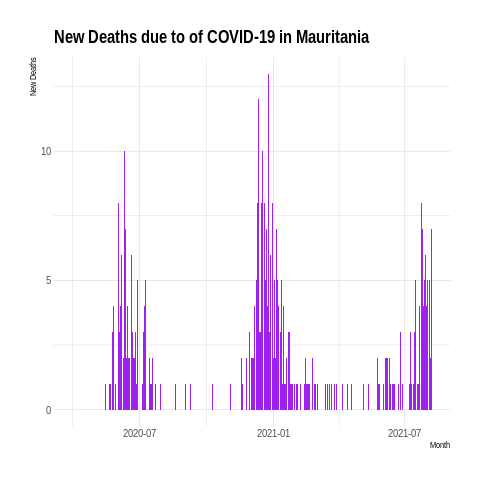 New Deaths due to of COVID-19 in Mauritania
New Deaths
10
5
0
2020-07
2021-01
2021-07
Month